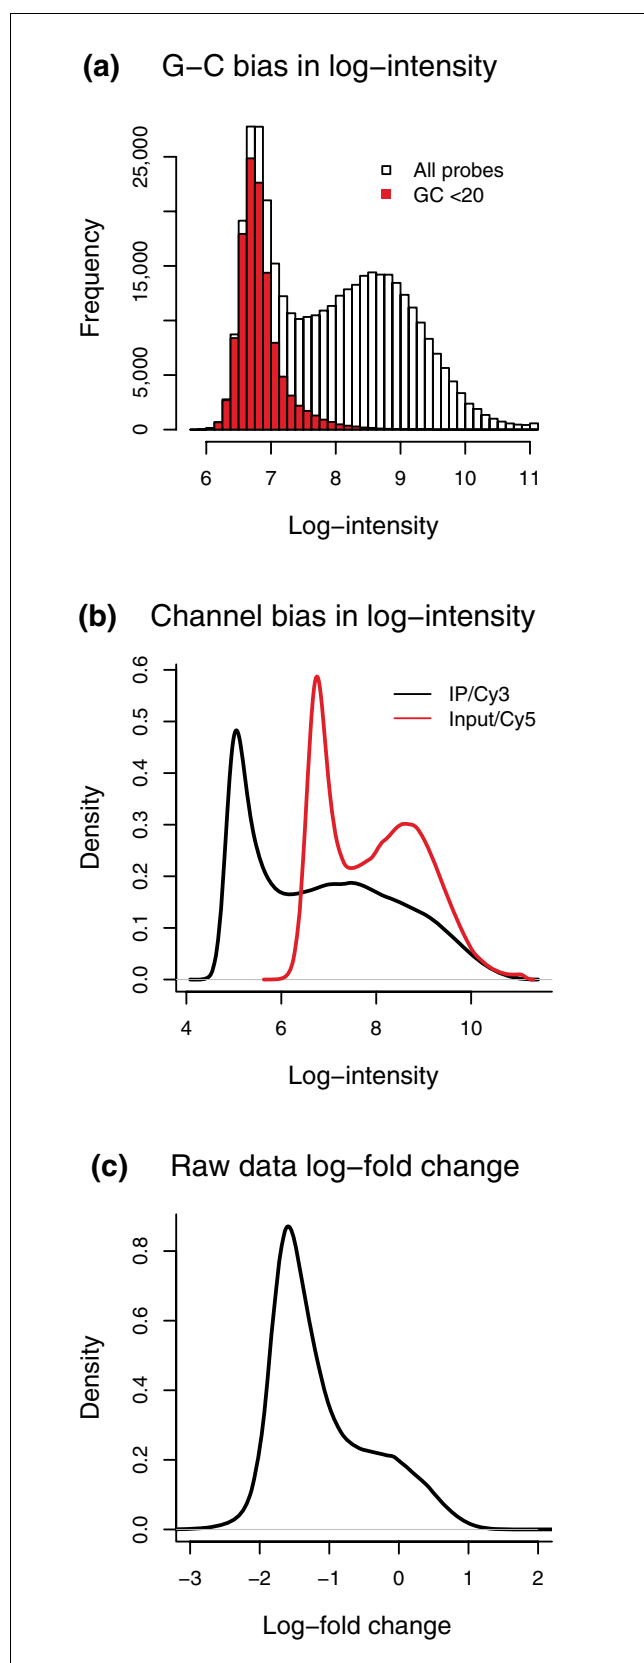 (a) G−C bias in log−intensity
25,000
15,000
5,000
0
Frequency
All probes
GC <20
6 7 8 9 10 11
Log−intensity
(b) Channel bias in log−intensity
0.6
0.5
0.4
0.3
0.2
0.1
0.0
Density
IP/Cy3
Input/Cy5
4 6 8 10
Log−intensity
(c) Raw data log−fold change
0.8
0.6
0.4
0.2
0.0
Density
−3 −2 −1 0 1 2
Log−fold change